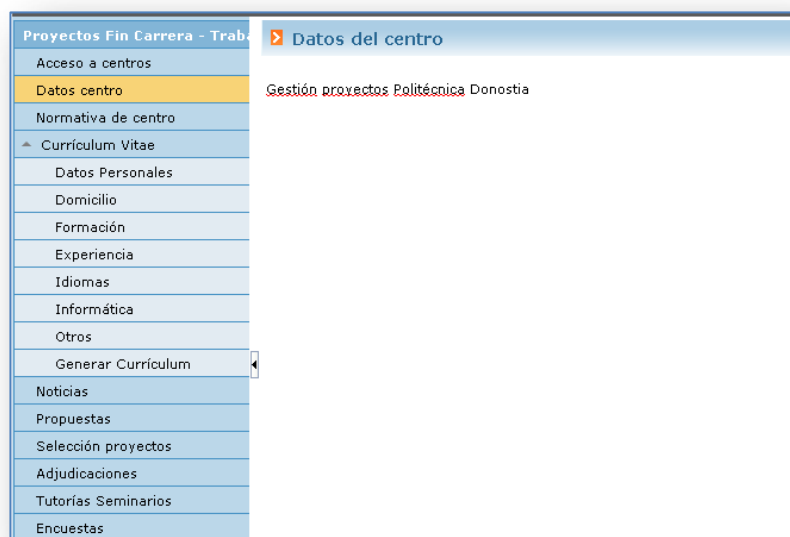 Proyectos Fin Carrera - Trab
Acceso a centros
Datos centro
Normativa de centro
Currículum Vitae
Datos Personales
Domicilio
Formación
Experiencia
Idiomas
Informática
Otros
Generar Currículum
Noticias
Propuestas
Selección proyectos
Adjudicaciones
Tutorías Seminarios
Encuestas
Datos del centro
Gestión proyectos Politécnica Donostia